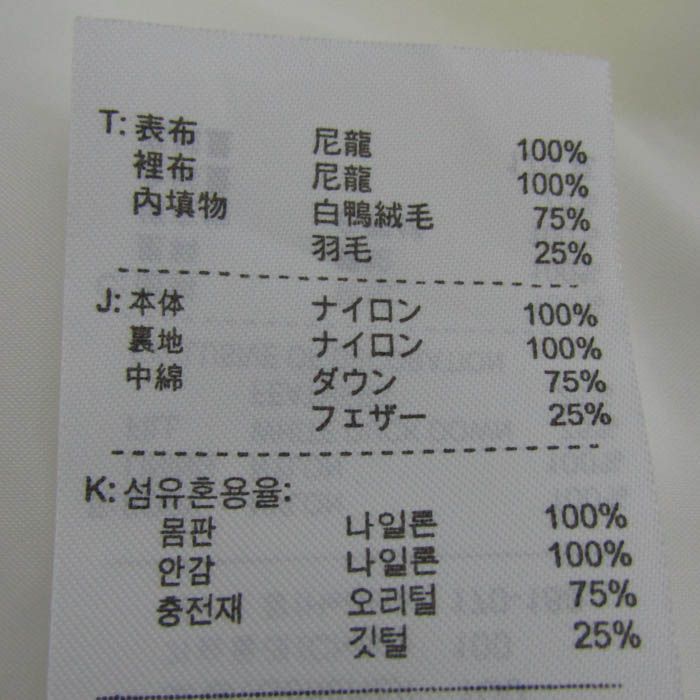 T: 表布 尼龍 100%
裡布 尼龍 100%
內填物 白鴨絨毛 75%
羽毛 25%
J: 本体 ナイロン 100%
裏地 ナイロン 100%
中綿 ダウン 75%
フェザー 25%
K: 섬유혼용율:
몸판 나일론 100%
안감 나일론 100%
충전재 오리털 75%
깃털 25%